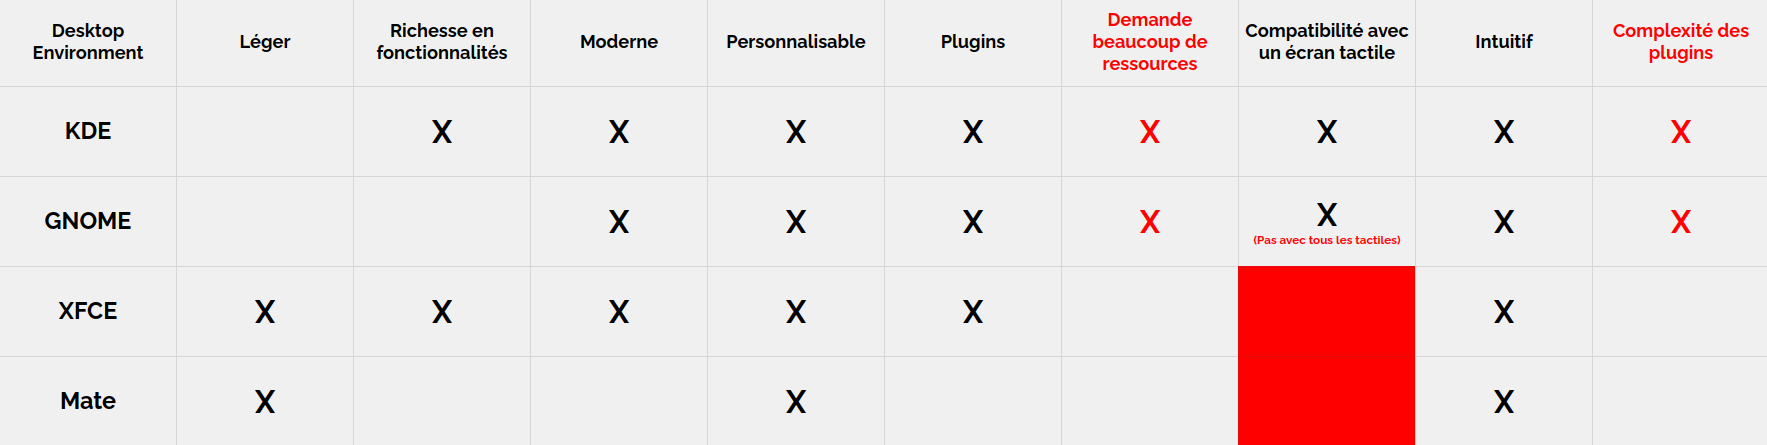 Desktop
Environment
Léger
Richesse en
fonctionnalités
Moderne
Personnalisable
Plugins
Demande
beaucoup de
ressources
Compatibilité avec
un écran tactile
Intuitif
Complexité des
plugins
KDE
X X X X X X X X
GNOME
X X X X X X X
(Pas avec tous les tactiles)
XFCE
X X X X X X
Mate
X X X